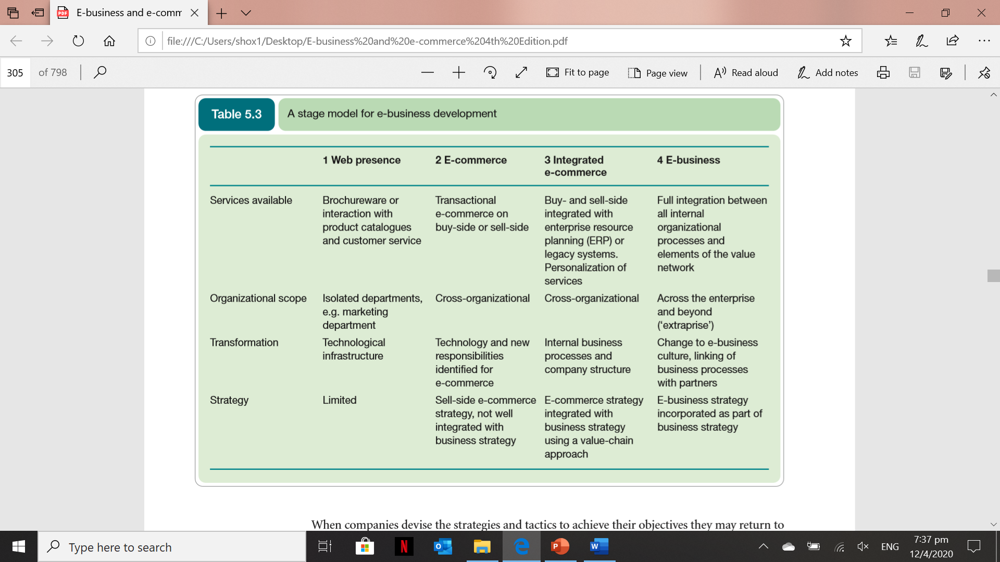 E-business and e-comm
file:///C:/Users/shox1/Desktop/E-business%20and%20e-commerce%204th%20Edition.pdf
305 of 798
Fit to page
Page view
Read aloud
Add notes
Table 5.3
A stage model for e-business development
1 Web presence
2 E-commerce
3 Integrated
e-commerce
4 E-business
Services available
Brochureware or
interaction with
product catalogues
and customer service
Transactional
e-commerce on
buy-side or sell-side
Buy- and sell-side
integrated with
enterprise resource
planning (ERP) or
legacy systems.
Personalization of
services
Full integration between
all internal
organizational
processes and
elements of the value
network
Organizational scope
Isolated departments,
e.g. marketing
department
Cross-organizational
Cross-organizational
Across the enterprise
and beyond
(‘extraprise’)
Transformation
Technological
infrastructure
Technology and new
responsibilities
identified for
e-commerce
Internal business
processes and
company structure
Change to e-business
culture, linking of
business processes
with partners
Strategy
Limited
Sell-side e-commerce
strategy, not well
integrated with
business strategy
E-commerce strategy
integrated with
business strategy
using a value-chain
approach
E-business strategy
incorporated as part of
business strategy
When companies devise the strategies and tactics to achieve their objectives they may return to
Type here to search
ENG
7:37 pm
12/4/2020